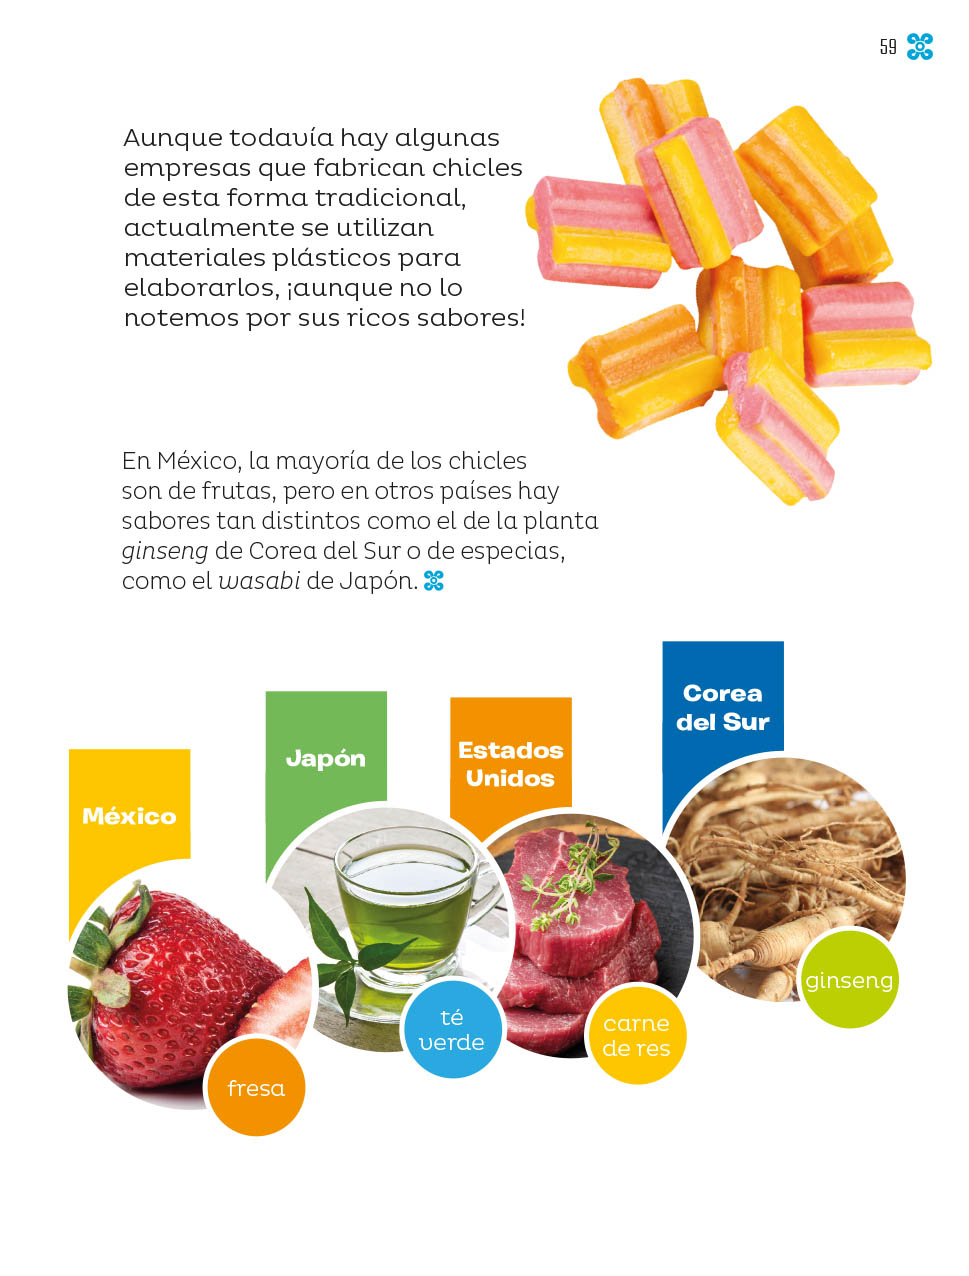 59
Aunque todavía hay algunas
empresas que fabrican chicles
de esta forma tradicional,
actualmente se utilizan
materiales plásticos para
elaborarlos, ¡aunque no lo
notemos por sus ricos sabores!
En México, la mayoría de los chicles
son de frutas, pero en otros países hay
sabores tan distintos como el de la planta
ginseng de Corea del Sur o de especias,
como el wasabi de Japón.
México
fresa
Japón
té
verde
Estados
Unidos
carne
de res
Corea
del Sur
ginseng